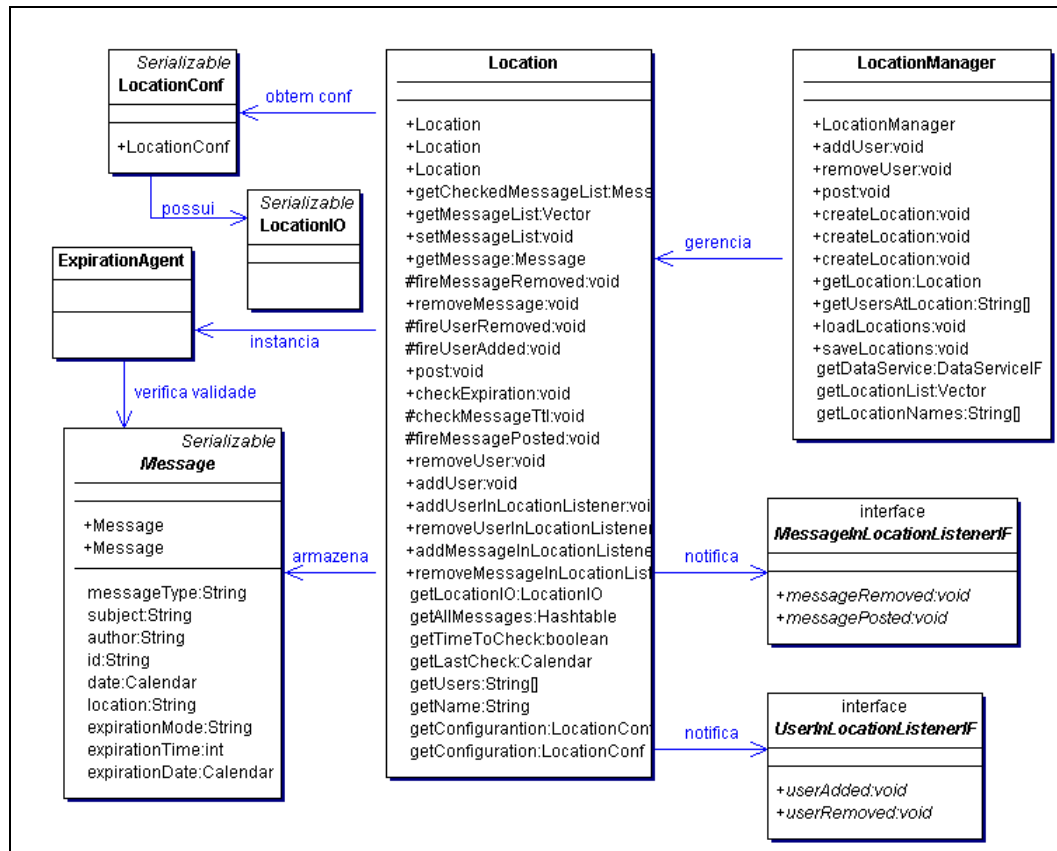 Serializable
LocationConf
+LocationConf
obtem conf
possui
Serializable
LocationIO
ExpirationAgent
instancia
verifica validade
Serializable
Message
+Message
+Message
messageType:String
subject:String
author:String
id:String
date:Calendar
location:String
expirationMode:String
expirationTime:int
expirationDate:Calendar
armazena
Location
+Location
+Location
+Location
+getCheckedMessageList:Mess
+getMessageList:Vector
+setMessageList:void
+getMessage:Message
#fireMessageRemoved:void
+removeMessage:void
#fireUserRemoved:void
#fireUserAdded:void
+post:void
+checkExpiration:void
#checkMessageTtl:void
#fireMessagePosted:void
+removeUser:void
+addUser:void
+addUserInLocationListener:voi
+removeUserInLocationListener
+addMessageInLocationListene
+removeMessageInLocationList
getLocationIO:LocationIO
getAllMessages:Hashtable
getTimeToCheck:boolean
getLastCheck:Calendar
getUsers:String[]
getName:String
getConfigurantion:LocationConf
getConfiguration:LocationConf
gerencia
LocationManager
+LocationManager
+addUser:void
+removeUser:void
+post:void
+createLocation:void
+createLocation:void
+createLocation:void
+getLocation:Location
+getUsersAtLocation:String[]
+loadLocations:void
+saveLocations:void
getDataService:DataServiceIF
getLocationList:Vector
getLocationNames:String[]
notifica
interface
MessageInLocationListenerIF
+messageRemoved:void
+messagePosted:void
notifica
interface
UserInLocationListenerIF
+userAdded:void
+userRemoved:void